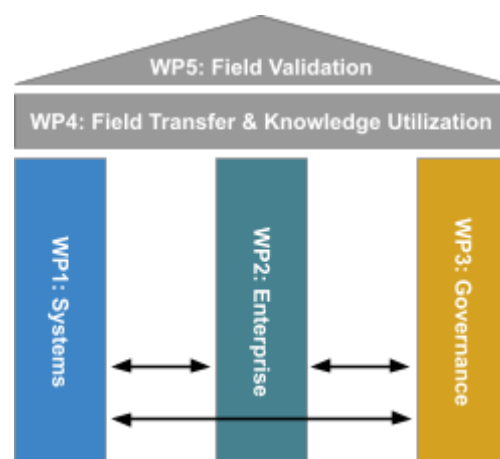 WP5: Field Validation
WP4: Field Transfer & Knowledge Utilization
WP1: Systems
WP2: Enterprise
WP3: Governance